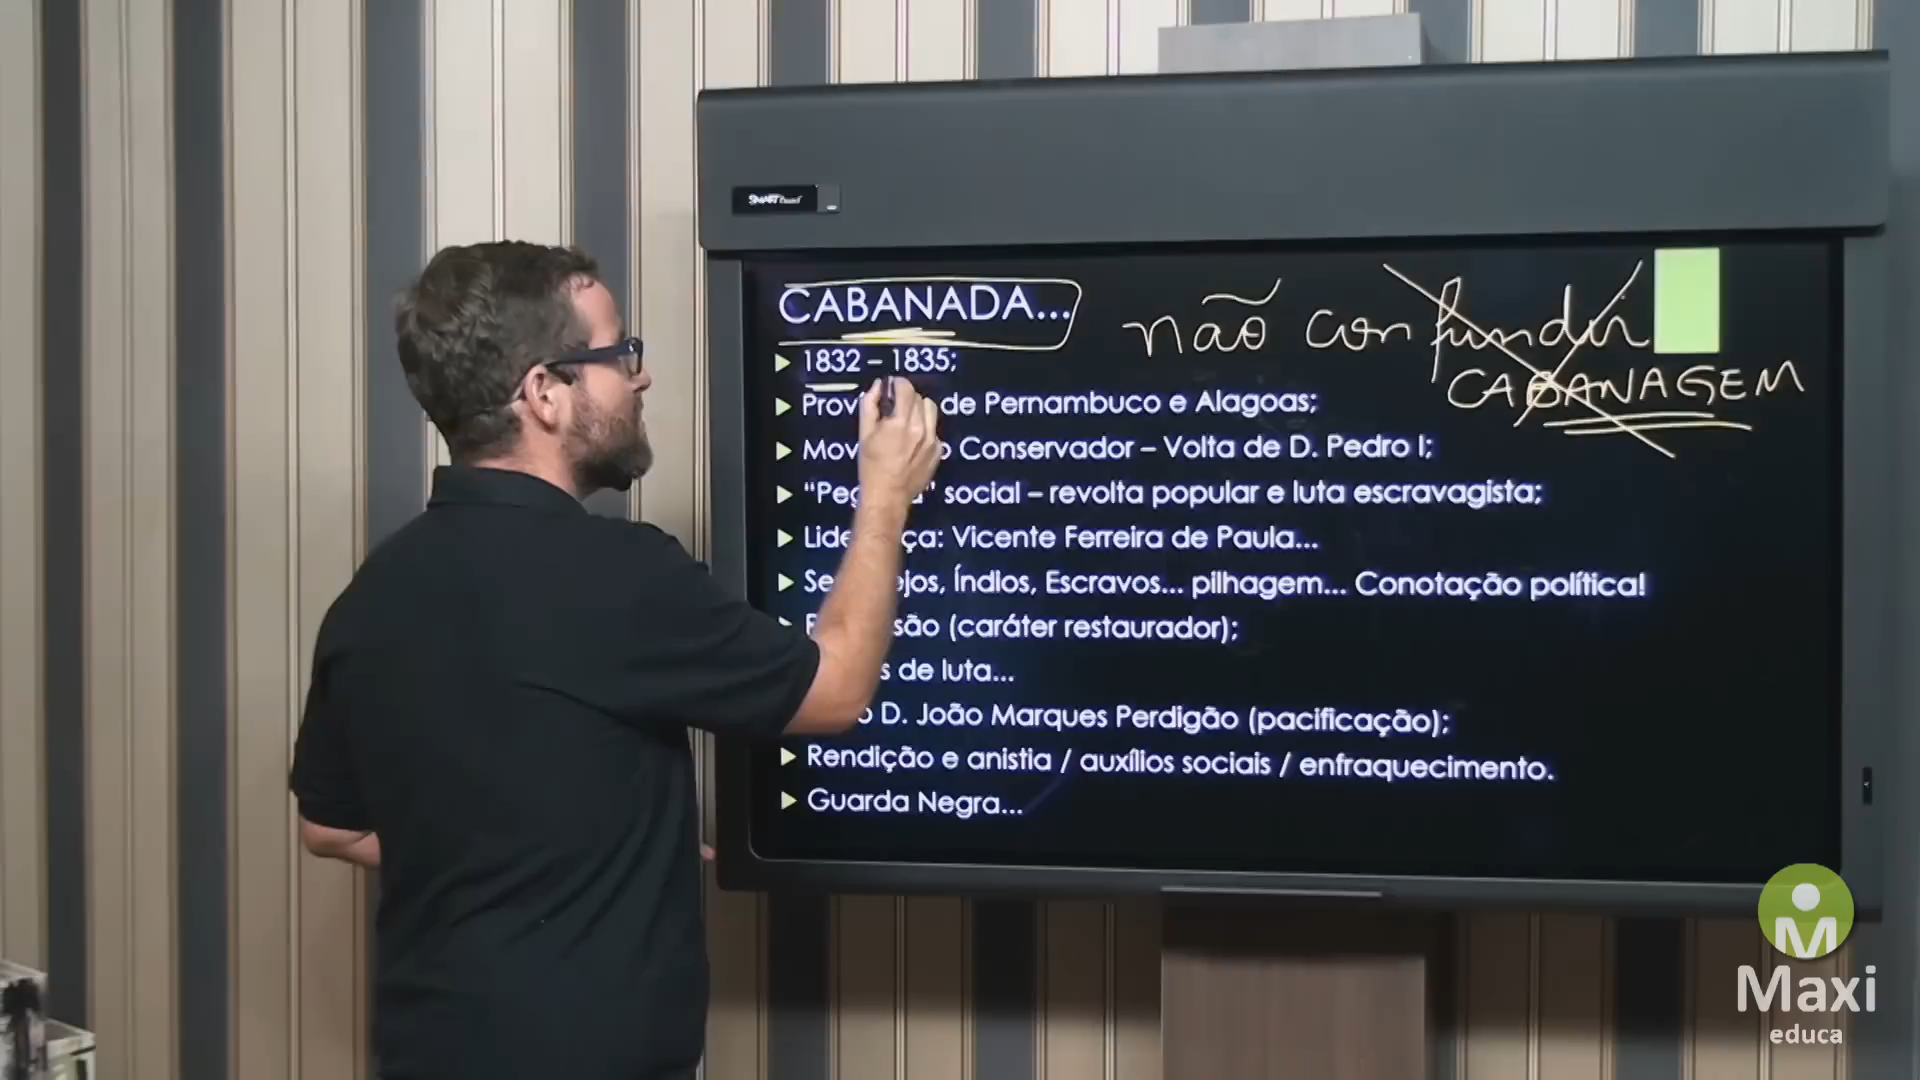 SMART Board
CABANADA...
não confundir
CABANAGEM
1832 – 1835;
de Pernambuco e Alagoas;
Conservador – Volta de D. Pedro I;
social – revolta popular e luta escravagista;
Vicente Ferreira de Paula...
Índios, Escravos... pilhagem... Conotação política!
(caráter restaurador);
de luta...
D. João Marques Perdigão (pacificação);
Rendição e anistia / auxílios sociais / enfraquecimento.
Guarda Negra...
M
Maxi
educa